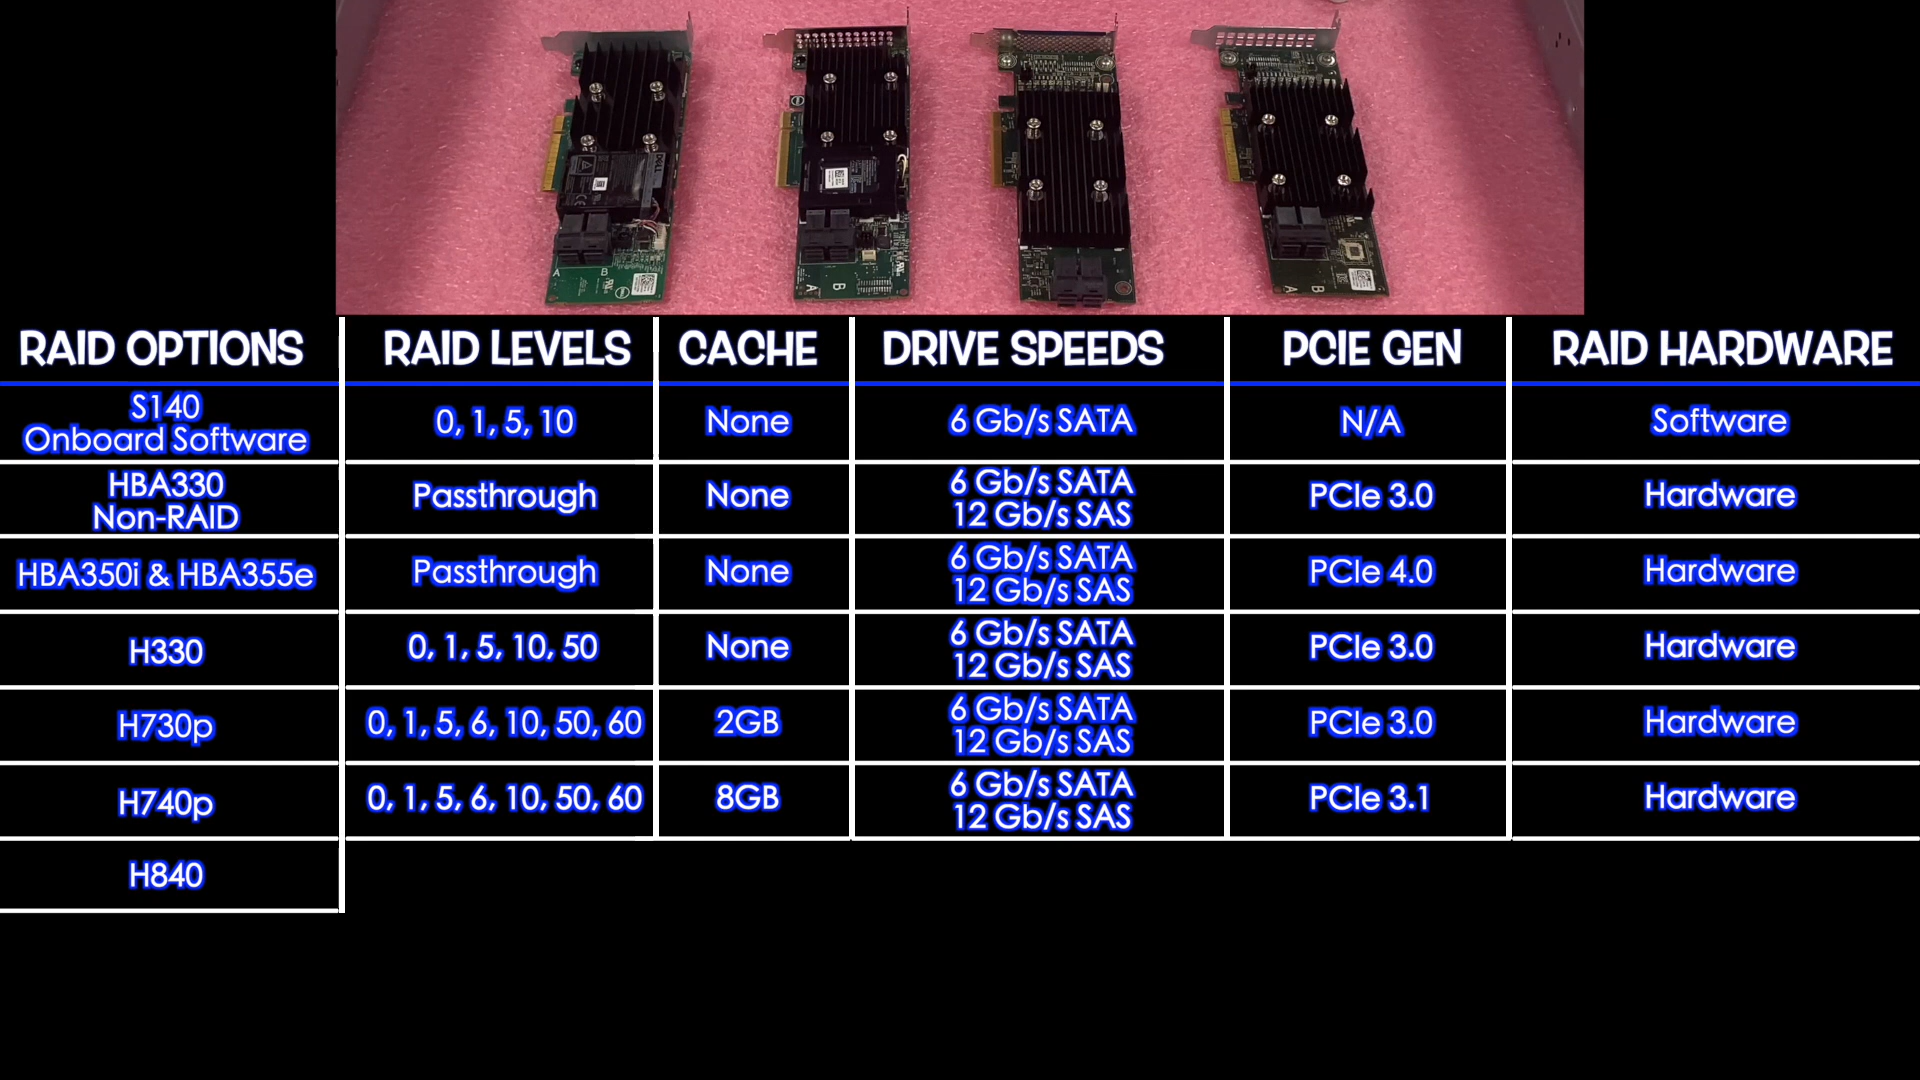 RAID OPTIONS RAID LEVELS CACHE DRIVE SPEEDS PCIE GEN RAID HARDWARE
S140
Onboard Software
0, 1, 5, 10
None
6 Gb/s SATA
N/A
Software
HBA330
Non-RAID
Passthrough
None
6 Gb/s SATA
12 Gb/s SAS
PCIe 3.0
Hardware
HBA350i & HBA355e
Passthrough
None
6 Gb/s SATA
12 Gb/s SAS
PCIe 4.0
Hardware
H330
0, 1, 5, 10, 50
None
6 Gb/s SATA
12 Gb/s SAS
PCIe 3.0
Hardware
H730p
0, 1, 5, 6, 10, 50, 60
2GB
6 Gb/s SATA
12 Gb/s SAS
PCIe 3.0
Hardware
H740p
0, 1, 5, 6, 10, 50, 60
8GB
6 Gb/s SATA
12 Gb/s SAS
PCIe 3.1
Hardware
H840
DELL
A B
A B
A B